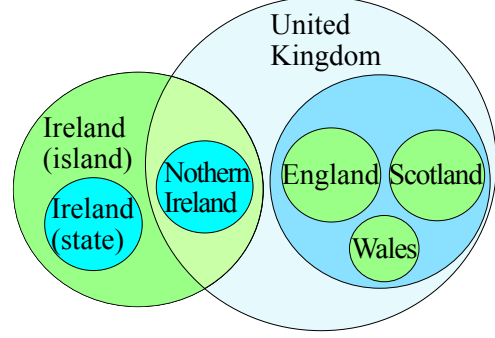 United
Kingdom
Ireland
(island)
Nothern
Ireland
England
Scotland
Ireland
(state)
Wales